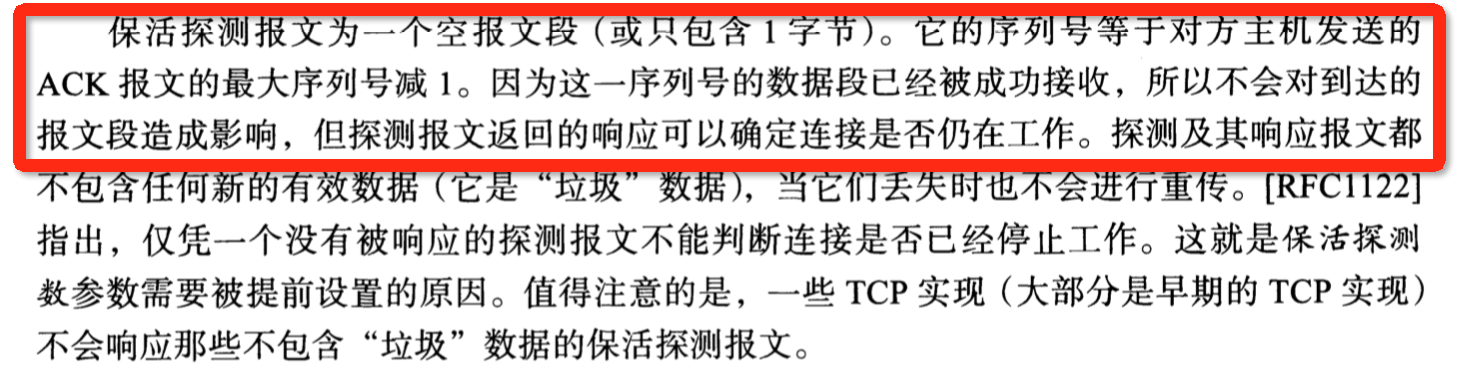 保活探测报文为一个空报文段（或只包含 1 字节）。它的序列号等于对方主机发送的
ACK 报文的最大序列号减 1。因为这一序列号的数据段已经被成功接收，所以不会对到达的
报文段造成影响，但探测报文返回的响应可以确定连接是否仍在工作。探测及其响应报文都
不包含任何新的有效数据（它是“垃圾”数据），当它们丢失时也不会进行重传。[RFC1122]
指出，仅凭一个没有被响应的探测报文不能判断连接是否已经停止工作。这就是保活探测
数参数需要被提前设置的原因。值得注意的是，一些 TCP 实现（大部分是早期的 TCP 实现）
不会响应那些不包含“垃圾”数据的保活探测报文。